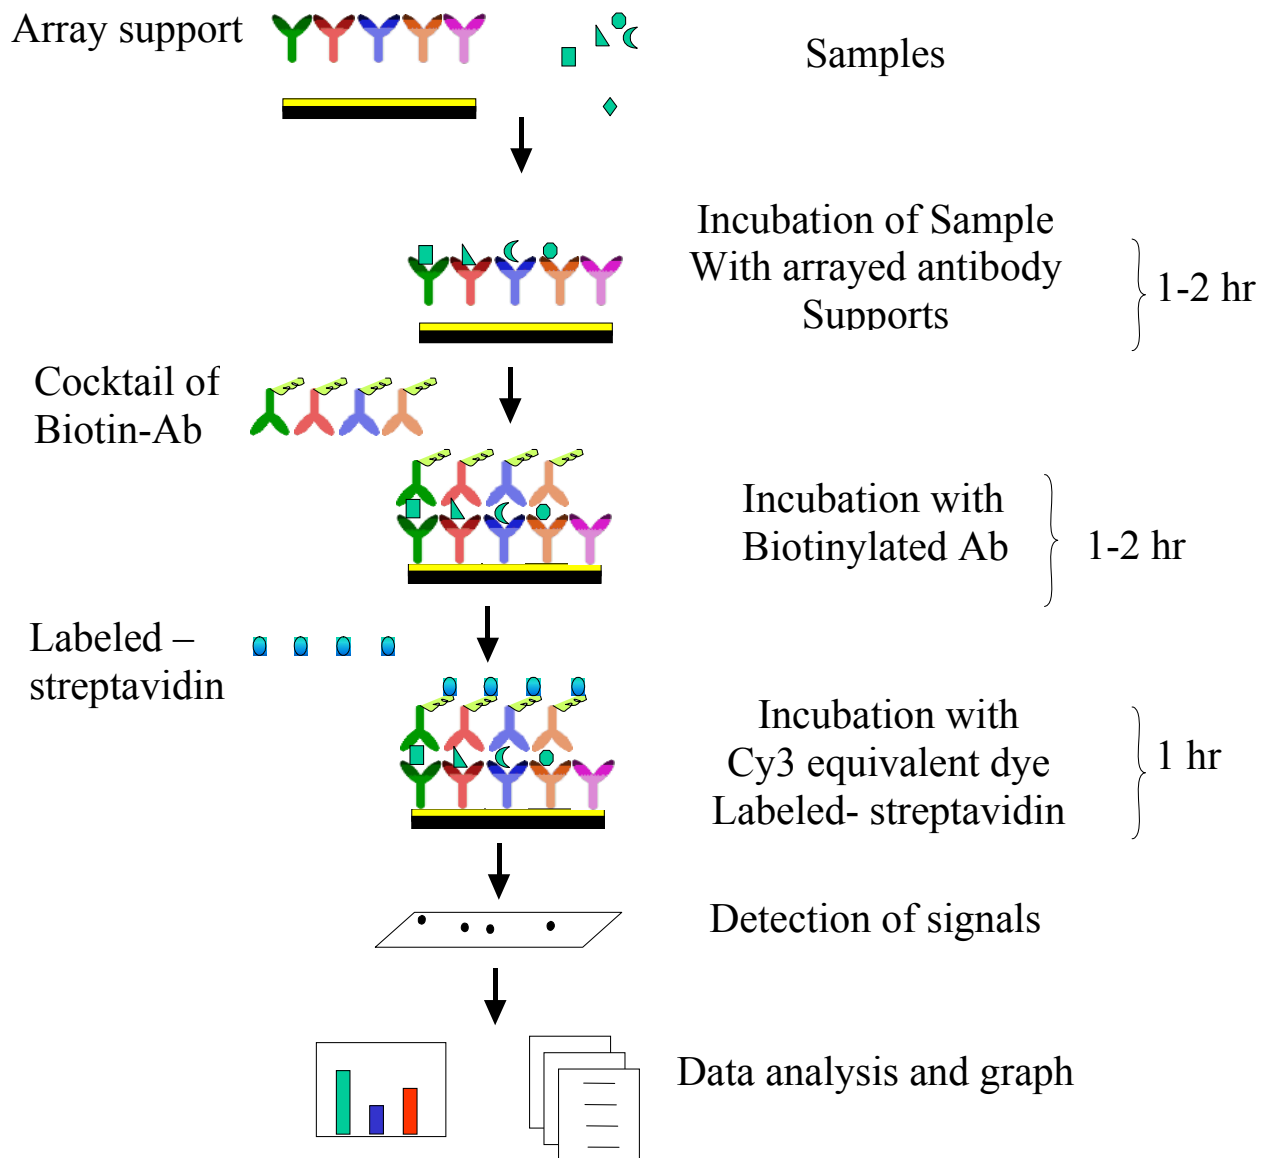 Array support
Samples
Incubation of Sample
With arrayed antibody
Supports
1-2 hr
Cocktail of
Biotin-Ab
Incubation with
Biotinylated Ab
1-2 hr
Labeled –
streptavidin
Incubation with
Cy3 equivalent dye
Labeled- streptavidin
1 hr
Detection of signals
Data analysis and graph